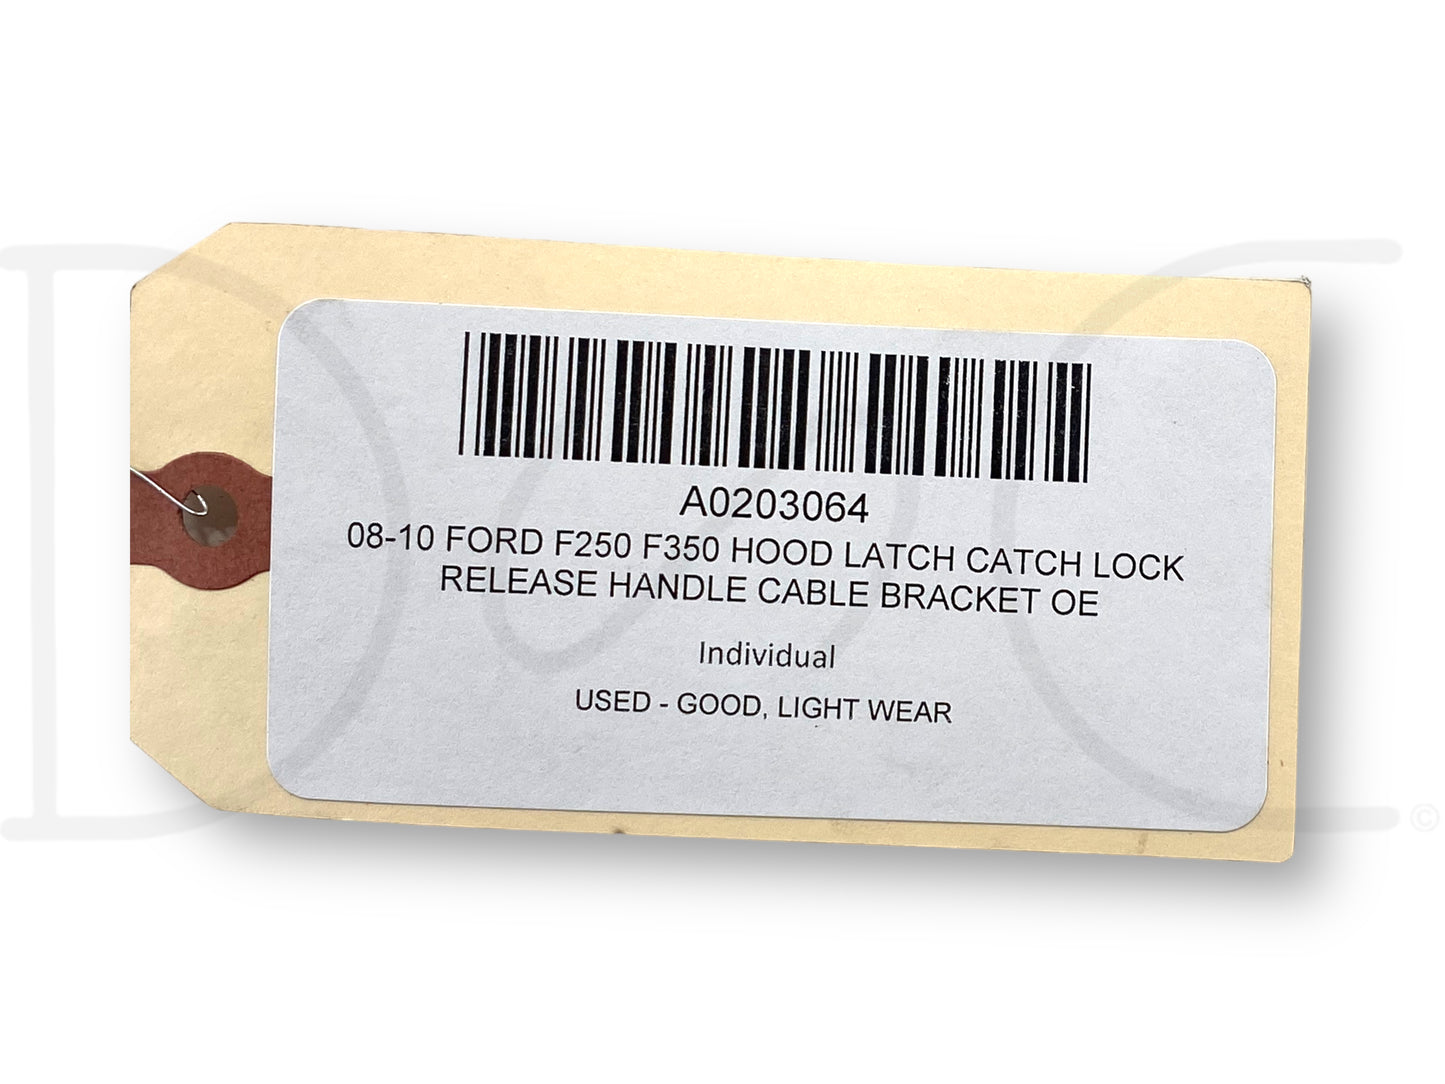 A0203064
08-10 FORD F250 F350 HOOD LATCH CATCH LOCK
RELEASE HANDLE CABLE BRACKET OE
Individual
USED - GOOD, LIGHT WEAR
D & C ©